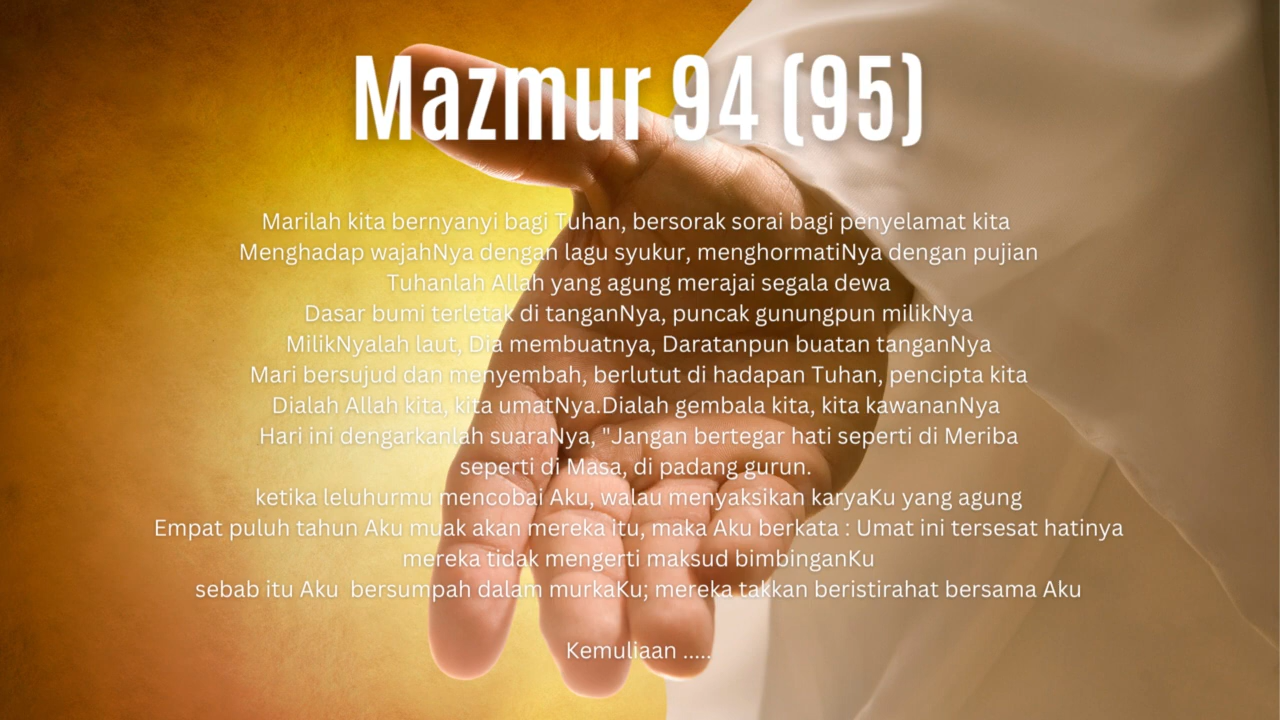 Mazmur 94 (95)
Marilah kita bernyanyi bagi Tuhan, bersorak sorai bagi penyelamat kita
Menghadap wajahNya dengan lagu syukur, menghormatiNya dengan pujian
Tuhanlah Allah yang agung merajai segala dewa
Dasar bumi terletak di tanganNya, puncak gunungpun milikNya
MilikNyalah laut, Dia membuatnya, Daratanpun buatan tanganNya
Mari bersujud dan menyembah, berlutut di hadapan Tuhan, pencipta kita
Dialah Allah kita, kita umatNya.Dialah gembala kita, kita kawananNya
Hari ini dengarkanlah suaraNya, "Jangan bertegar hati seperti di Meriba
seperti di Masa, di padang gurun.
ketika leluhurmu mencobai Aku, walau menyaksikan karyaKu yang agung
Empat puluh tahun Aku muak akan mereka itu, maka Aku berkata : Umat ini tersesat hatinya
mereka tidak mengerti maksud bimbinganKu
sebab itu Aku  bersumpah dalam murkaKu; mereka takkan beristirahat bersama Aku
Kemuliaan .....